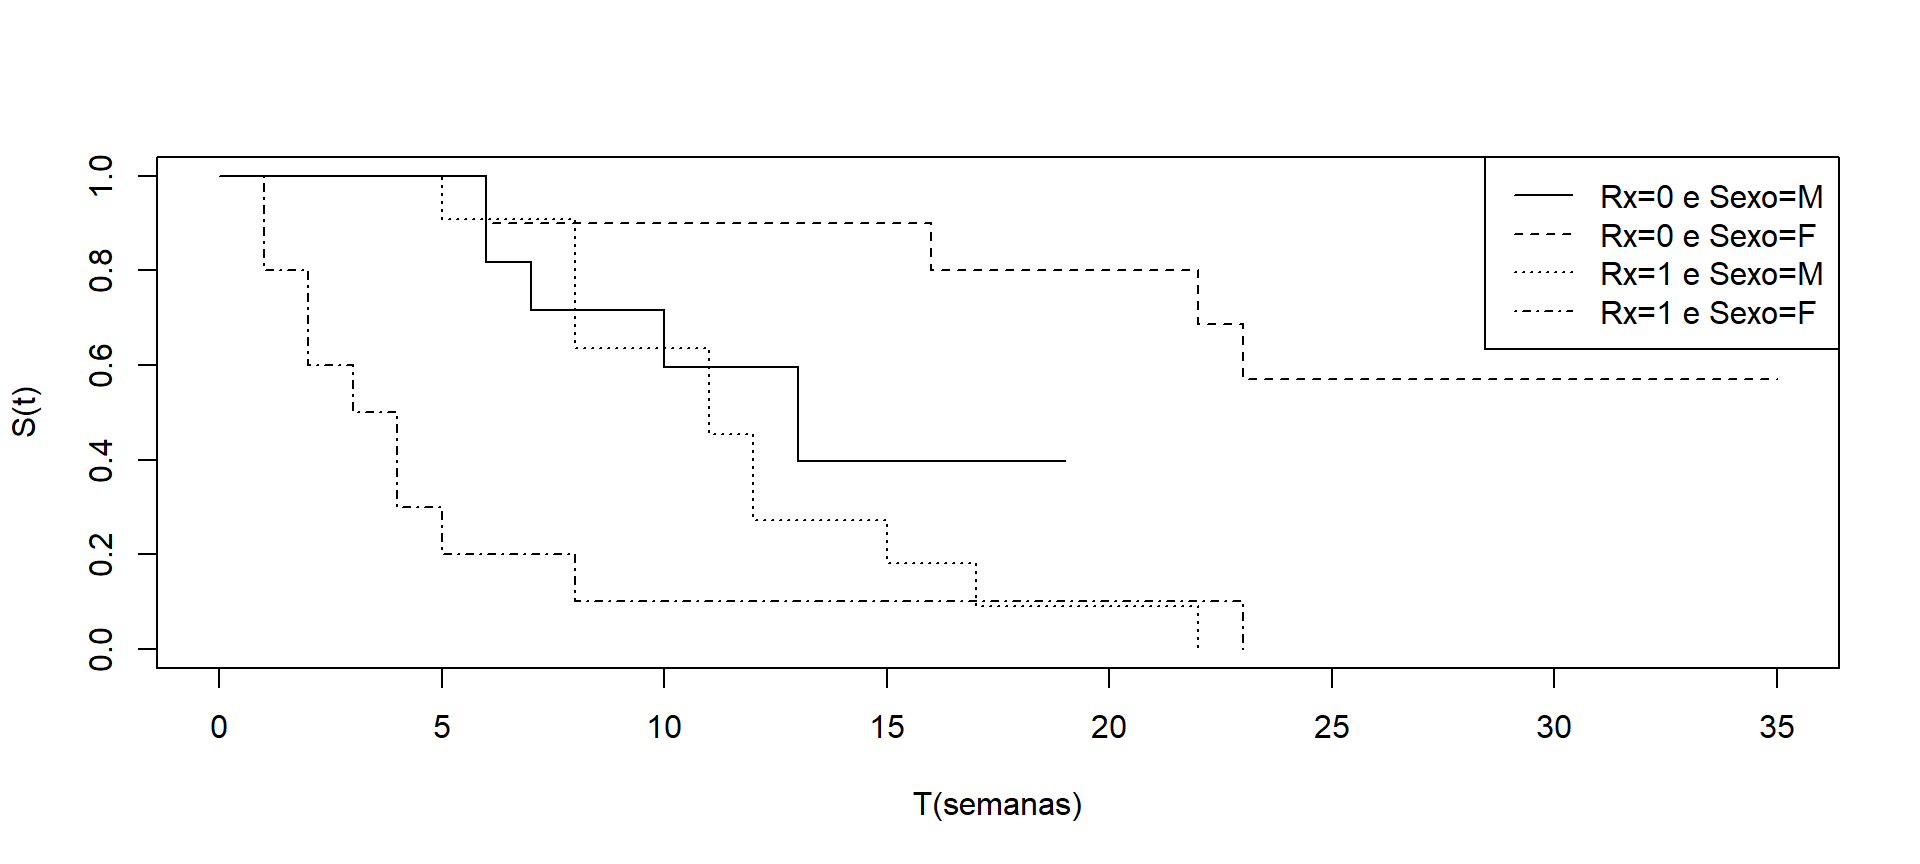 S(t)
1.0
0.8
0.6
0.4
0.2
0.0
Rx=0 e Sexo=M
Rx=0 e Sexo=F
Rx=1 e Sexo=M
Rx=1 e Sexo=F
0 5 10 15 20 25 30 35
T(semanas)